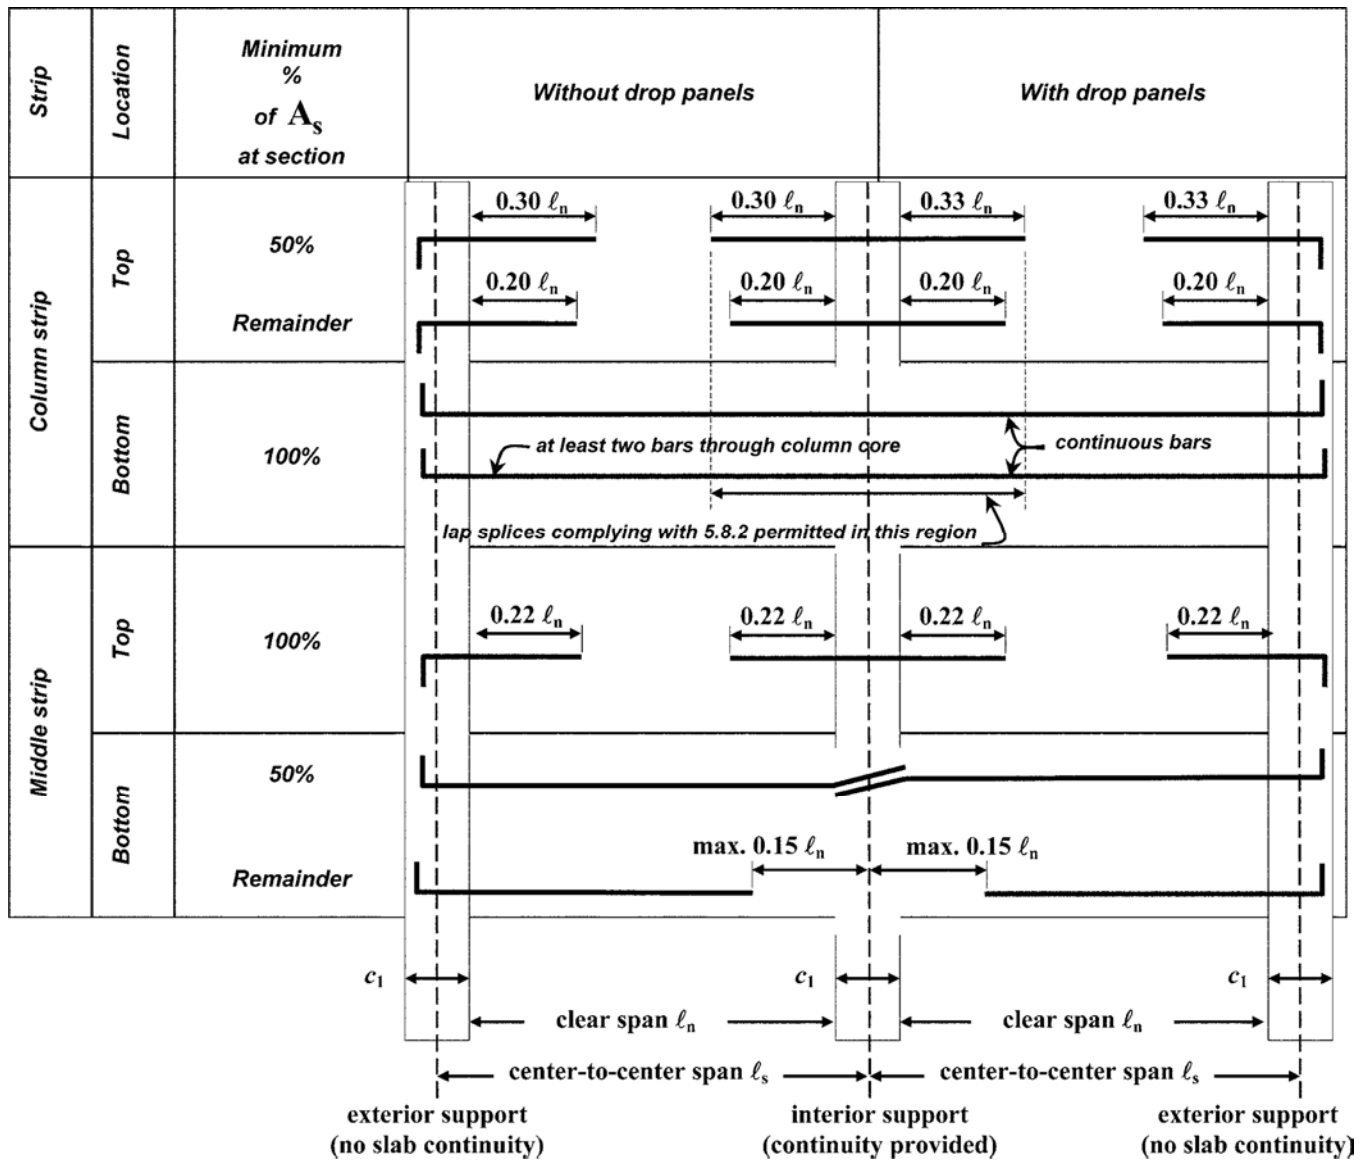 Strip
Location
Minimum
%
of As
at section
Without drop panels
With drop panels
Column strip
Top
50%
0.30 ℓn
0.30 ℓn
0.33 ℓn
0.33 ℓn
Remainder
0.20 ℓn
0.20 ℓn
0.20 ℓn
0.20 ℓn
Bottom
100%
at least two bars through column core
continuous bars
lap splices complying with 5.8.2 permitted in this region
Middle strip
Top
100%
0.22 ℓn
0.22 ℓn
0.22 ℓn
0.22 ℓn
Bottom
50%
Remainder
max. 0.15 ℓn
max. 0.15 ℓn
c1
c1
c1
clear span ℓn
clear span ℓn
center-to-center span ℓs
center-to-center span ℓs
exterior support
(no slab continuity)
interior support
(continuity provided)
exterior support
(no slab continuity)